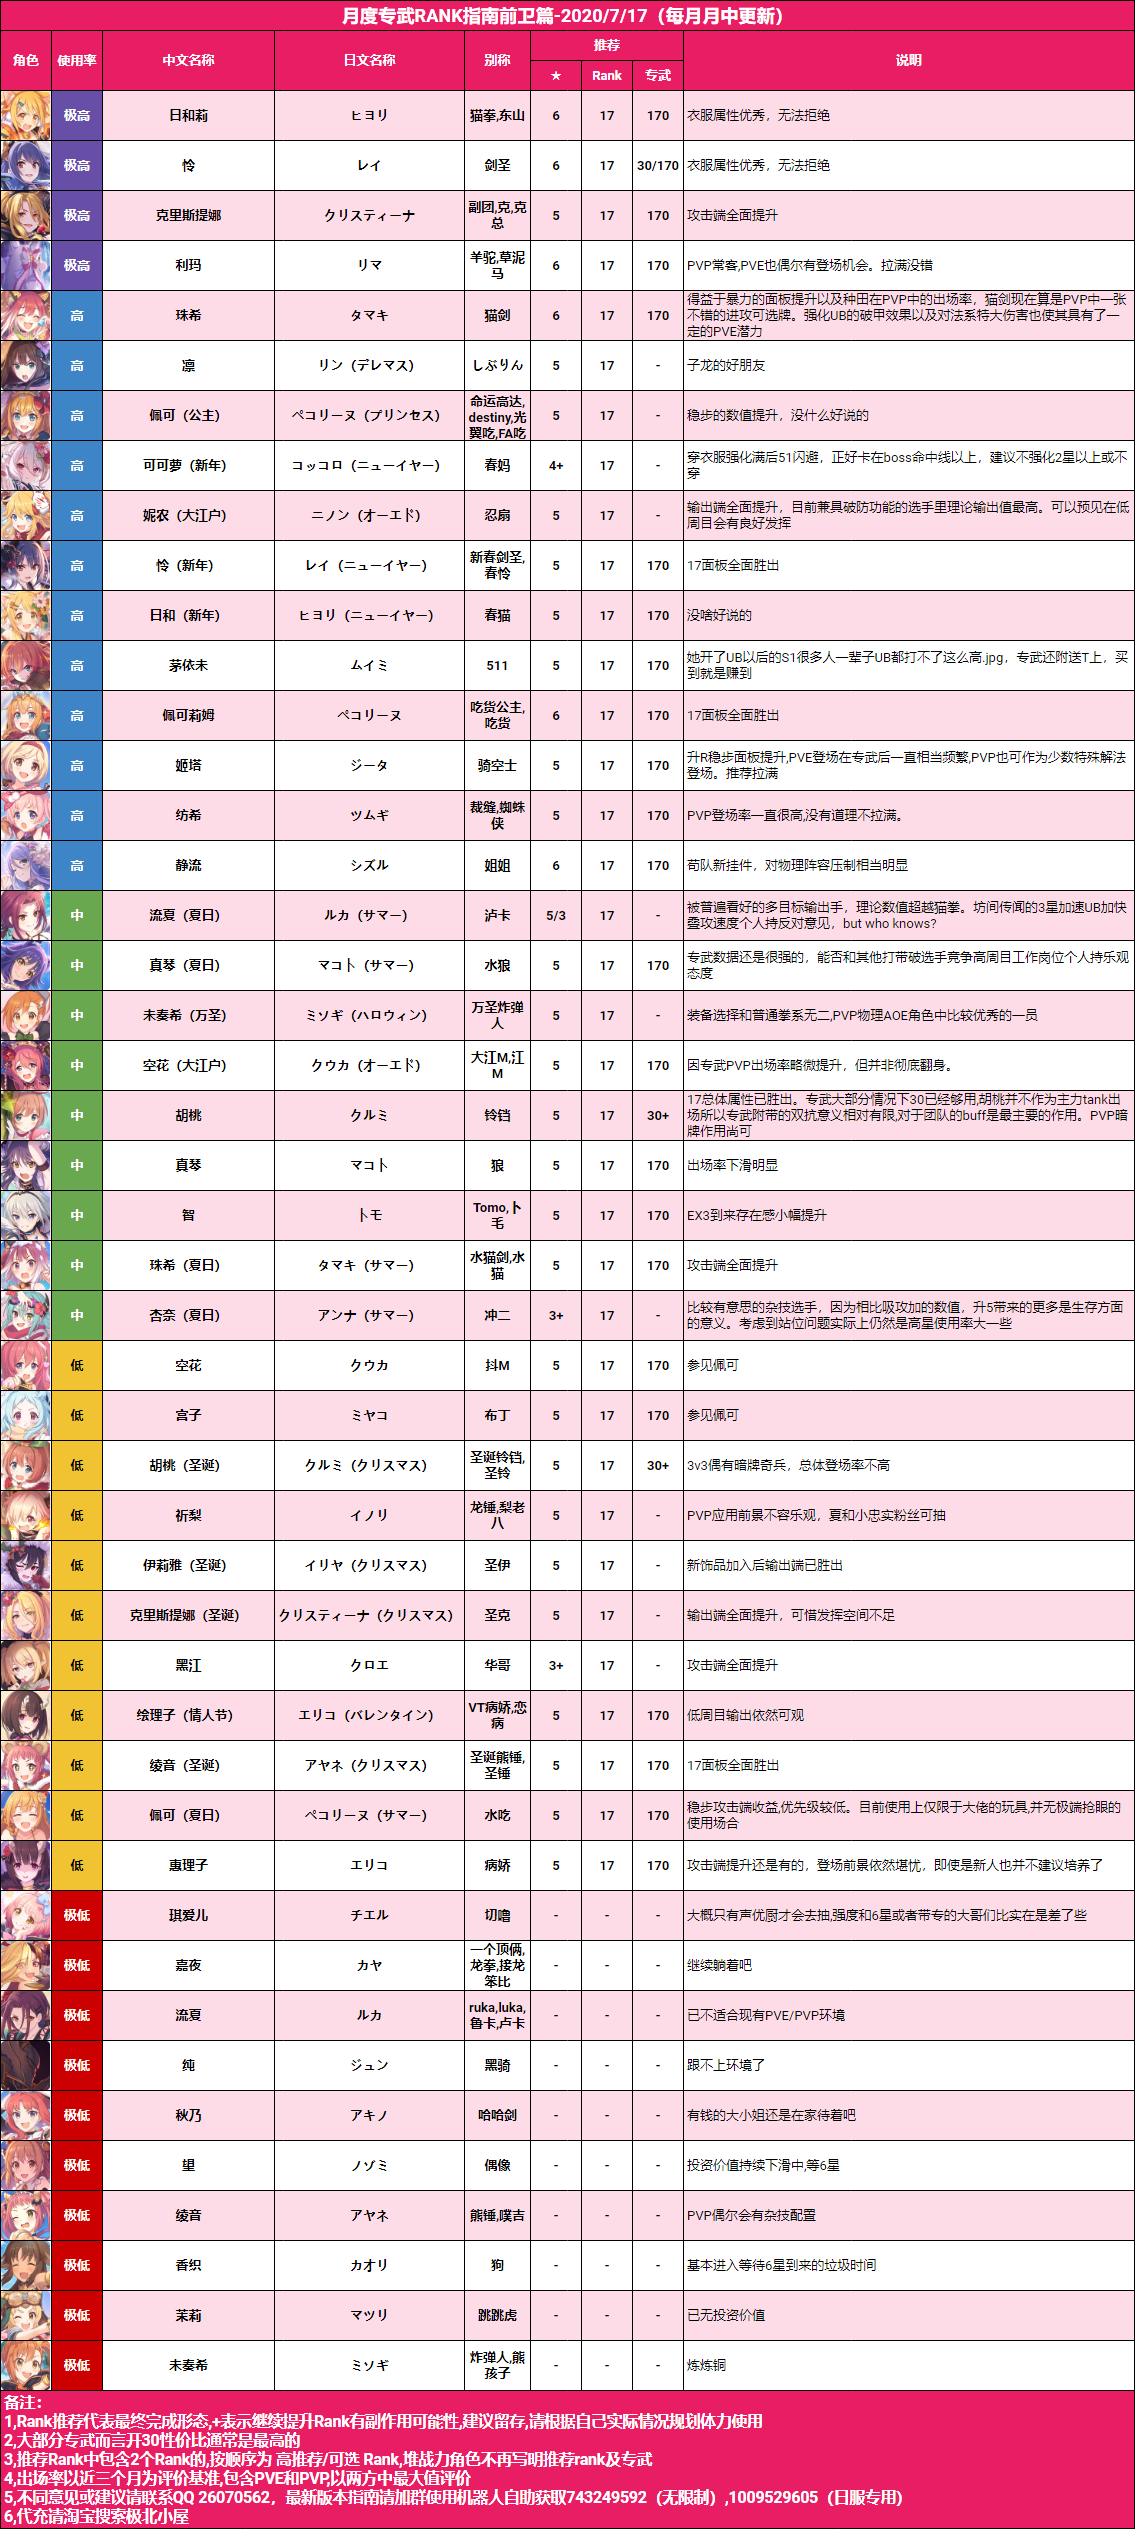 月度专武RANK指南前卫篇-2020/7/17（每月月中更新）
角色 使用率 中文名称 日文名称 别称 推荐 说明
★ Rank 专武
极高 日和莉 ヒヨリ 猫拳,东山 6 17 170 衣服属性优秀，无法拒绝
极高 怜 レイ 剑圣 6 17 30/170 衣服属性优秀，无法拒绝
极高 克里斯提娜 クリスティーナ 副团,克,克
总 5 17 170 攻击端全面提升
极高 利玛 リマ 羊驼,草泥
马 6 17 170 PVP常客,PVE也偶尔有登场机会。拉满没错
高 珠希 タマキ 猫剑 6 17 170 得益于暴力的面板提升以及种田在PVP中的出场率，猫剑现在算是PVP中一张
不错的进攻可选牌。强化UB的破甲效果以及对法系特大伤害也使其具有了一
定的PVE潜力
高 凛 リン（デレマス） しぶりん 5 17 - 子龙的好朋友
高 佩可（公主） ペコリーヌ（プリンセス） 命运高达,
destiny,光
翼吃,FA吃 5 17 - 稳步的数值提升，没什么好说的
高 可可萝（新年） コッコロ（ニューイヤー） 春妈 4+ 17 - 穿衣服强化满后51闪避，正好卡在boss命中线以上，建议不强化2星以上或不
穿
高 妮农（大江户） ニノン（オーエド） 忍扇 5 17 - 输出端全面提升，目前兼具破防功能的选手里理论输出值最高。可以预见在低
周目会有良好发挥
高 怜（新年） レイ（ニューイヤー） 新春剑圣,
春怜 5 17 170 17面板全面胜出
高 日和（新年） ヒヨリ（ニューイヤー） 春猫 5 17 170 没啥好说的
高 茅依未 ムイミ 511 5 17 170 她开了UB以后的S1很多人一辈子UB都打不了这么高.jpg，专武还附送T上，买
到就是赚到
高 佩可莉姆 ペコリーヌ 吃货公主,
吃货 6 17 170 17面板全面胜出
高 姬塔 ジータ 骑空士 5 17 170 升R稳步面板提升,PVE登场在专武后一直相当频繁,PVP也可作为少数特殊解法
登场。推荐拉满
高 纺希 ツムギ 裁缝,蜘蛛
侠 5 17 170 PVP登场率一直很高,没有道理不拉满。
高 静流 シズル 姐姐 6 17 170 苟队新挂件，对物理阵容压制相当明显
中 流夏（夏日） ルカ（サマー） 泸卡 5/3 17 - 被普遍看好的多目标输出手，理论数值超越猫拳。坊间传闻的3星加速UB加快
叠攻速度个人持反对意见，but who knows?
中 真琴（夏日） マコト（サマー） 水狼 5 17 170 专武数据还是很强的，能否和其他打带破选手竞争高周目工作岗位个人持乐观
态度
中 未奏希（万圣） ミソギ（ハロウィン） 万圣炸弹
人 5 17 - 装备选择和普通拳系无二,PVP物理AOE角色中比较优秀的一员
中 空花（大江户） クウカ（オーエド） 大江M,江
M 5 17 170 因专武PVP出场率略微提升，但并非彻底翻身。
中 胡桃 クルミ 铃铛 5 17 30+ 17总体属性已胜出。专武大部分情况下30已经够用,胡桃并不作为主力tank出
场所以专武附带的双抗意义相对有限,对于团队的buff是最主要的作用。PVP暗
牌作用尚可
中 真琴 マコト 狼 5 17 170 出场率下滑明显
中 智 トモ Tomo,卜
毛 5 17 170 EX3到来存在感小幅提升
中 珠希（夏日） タマキ（サマー） 水猫剑,水
猫 5 17 170 攻击端全面提升
中 杏奈（夏日） アンナ（サマー） 冲二 3+ 17 - 比较有意思的杂技选手，因为相比吸攻加的数值，升5带来的更多是生存方面
的意义。考虑到站位问题实际上仍然是高星使用率大一些
低 空花 クウカ 抖M 5 17 170 参见佩可
低 宫子 ミヤコ 布丁 5 17 170 参见佩可
低 胡桃（圣诞） クルミ（クリスマス） 圣诞铃铛,
圣铃 5 17 30+ 3v3偶有暗牌奇兵，总体登场率不高
低 祈梨 イノリ 龙锤,梨老
八 5 17 - PVP应用前景不容乐观，夏和小忠实粉丝可抽
低 伊莉雅（圣诞） イリヤ（クリスマス） 圣伊 5 17 - 新饰品加入后输出端已胜出
低 克里斯提娜（圣诞） クリスティーナ（クリスマス） 圣克 5 17 - 输出端全面提升，可惜发挥空间不足
低 黑江 クロエ 华哥 3+ 17 - 攻击端全面提升
低 绘理子（情人节） エリコ（バレンタイン） VT病娇,恋
病 5 17 170 低周目输出依然可观
低 绫音（圣诞） アヤネ（クリスマス） 圣诞熊锤,
圣锤 5 17 170 17面板全面胜出
低 佩可（夏日） ペコリーヌ（サマー） 水吃 5 17 170 稳步攻击端收益,优先级较低。目前使用上仅限于大佬的玩具,并无极端抢眼的
使用场合
低 惠理子 エリコ 病娇 5 17 170 攻击端提升还是有的，登场前景依然堪忧，即使是新人也并不建议培养了
极低 琪爱儿 チエル 切噜 - - - 大概只有声优厨才会去抽,强度和6星或者带专的大哥们比实在是差了些
极低 嘉夜 カヤ 一个顶俩,
龙拳,接龙
笨比 - - - 继续躺着吧
极低 流夏 ルカ ruka,luka,
鲁卡,卢卡 - - - 已不适合现有PVE/PVP环境
极低 纯 ジュン 黑骑 - - - 跟不上环境了
极低 秋乃 アキノ 哈哈剑 - - - 有钱的大小姐还是在家待着吧
极低 望 ノゾミ 偶像 - - - 投资价值持续下滑中,等6星
极低 绫音 アヤネ 熊锤,噗吉 - - - PVP偶尔会有杂技配置
极低 香织 カオリ 狗 - - - 基本进入等待6星到来的垃圾时间
极低 茉莉 マツリ 跳跳虎 - - - 已无投资价值
极低 未奏希 ミソギ 炸弹人,熊
孩子 - - - 炼炼铜
备注：
1,Rank推荐代表最终完成形态,+表示继续提升Rank有副作用可能性,建议留存,请根据自己实际情况规划体力使用
2,大部分专武而言开30性价比通常是最高的
3,推荐Rank中包含2个Rank的,按顺序为 高推荐/可选 Rank,堆战力角色不再写明推荐rank及专武
4,出场率以近三个月为评价基准,包含PVE和PVP,以两方中最大值评价
5,不同意见或建议请联系QQ 26070562，最新版本指南请加群使用机器人自助获取743249592（无限制）,1009529605（日服专用）
6,代充请淘宝搜索极北小屋